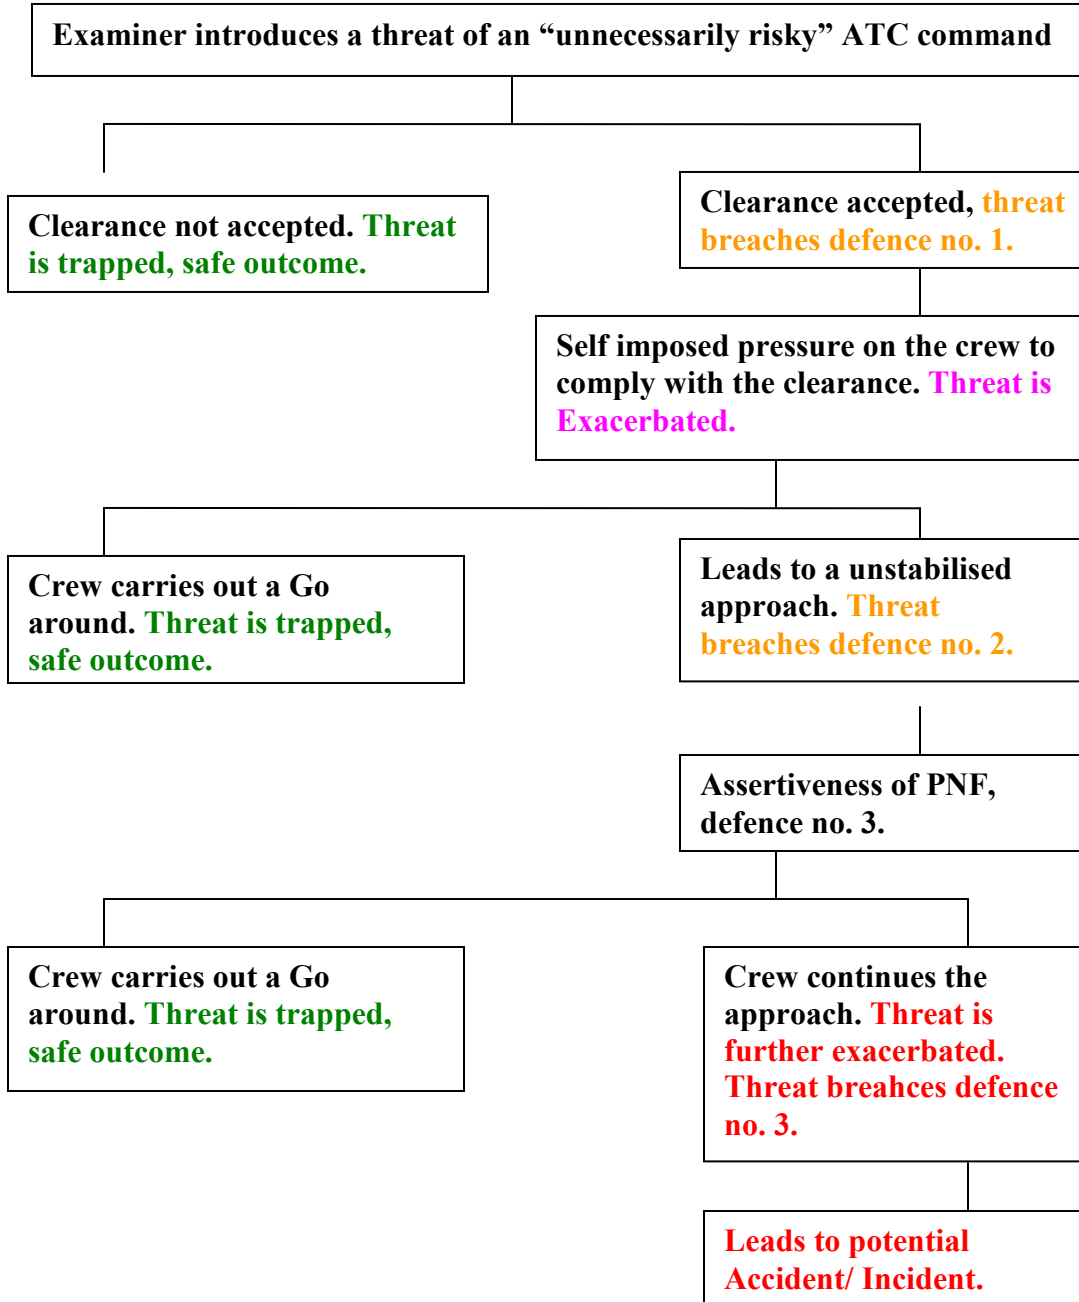 Examiner introduces a threat of an “unnecessarily risky” ATC command
Clearance not accepted. Threat
is trapped, safe outcome.
Clearance accepted, threat
breaches defence no. 1.
Self imposed pressure on the crew to
comply with the clearance. Threat is
Exacerbated.
Crew carries out a Go
around. Threat is trapped,
safe outcome.
Leads to a unstabilised
approach. Threat
breaches defence no. 2.
Assertiveness of PNF,
defence no. 3.
Crew carries out a Go
around. Threat is trapped,
safe outcome.
Crew continues the
approach. Threat is
further exacerbated.
Threat breahces defence
no. 3.
Leads to potential
Accident/ Incident.